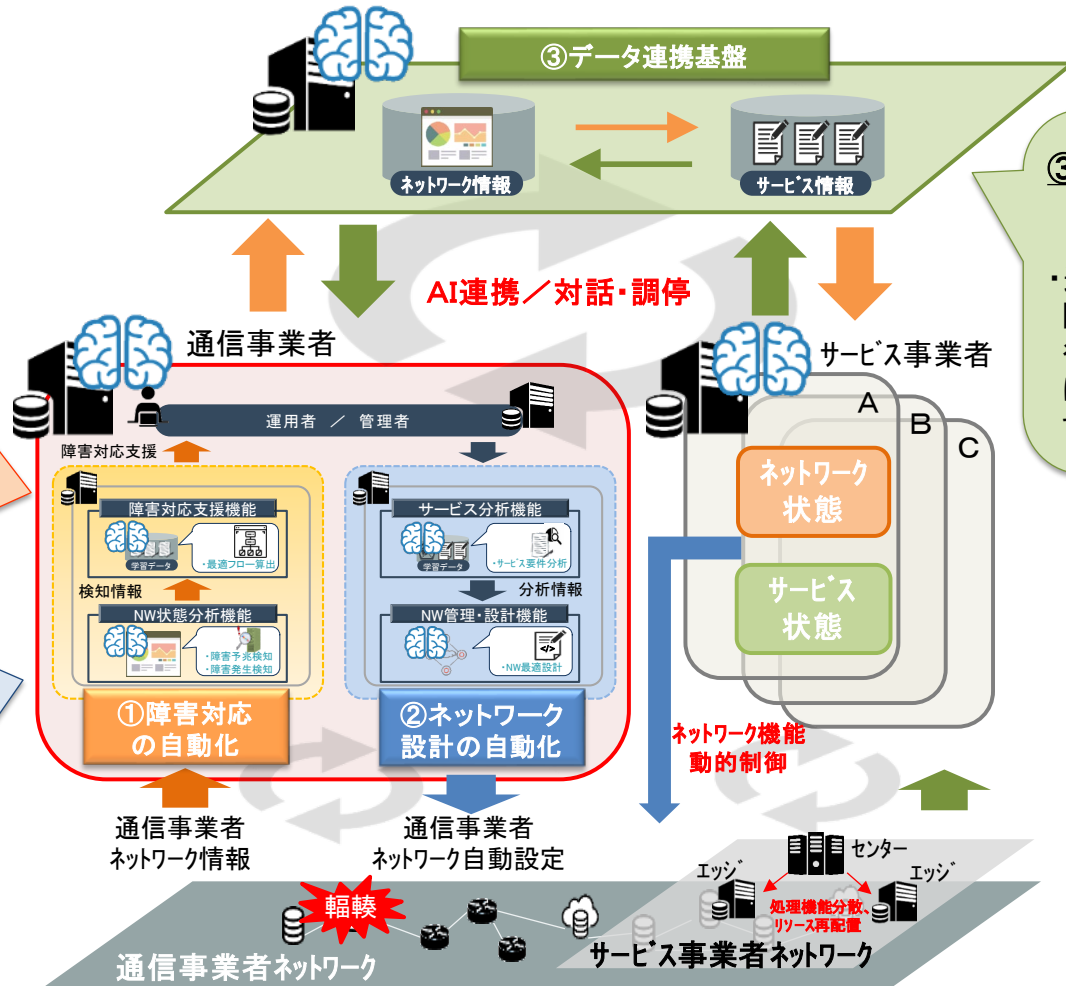 ③データ連携基盤
ネットワーク情報
サービス情報
③
AI連携／対話・調停
通信事業者
サービス事業者
運用者 ／ 管理者
障害対応支援
障害対応支援機能
学習データ
・最適フロー算出
検知情報
NW状態分析機能
・障害予兆検知
・障害発生検知
①障害対応
の自動化
サービス分析機能
学習データ
・サービス要件分析
分析情報
NW管理・設計機能
・NW最適設計
②ネットワーク
設計の自動化
A
B
C
ネットワーク
状態
サービス
状態
ネットワーク機能
動的制御
通信事業者
ネットワーク情報
通信事業者
ネットワーク自動設定
センター
エッジ
エッジ
処理機能分散、
リソース再配置
輻輳
通信事業者ネットワーク
サービス事業者ネットワーク